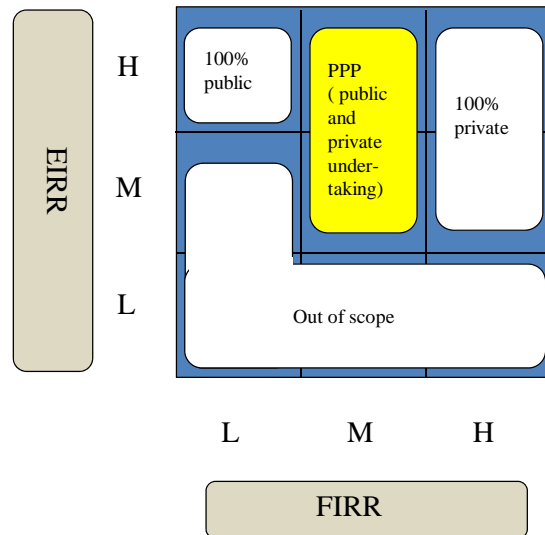 EIRR
H
M
L
100%
public
PPP
( public
and
private
under-
taking)
100%
private
Out of scope
L M H
FIRR